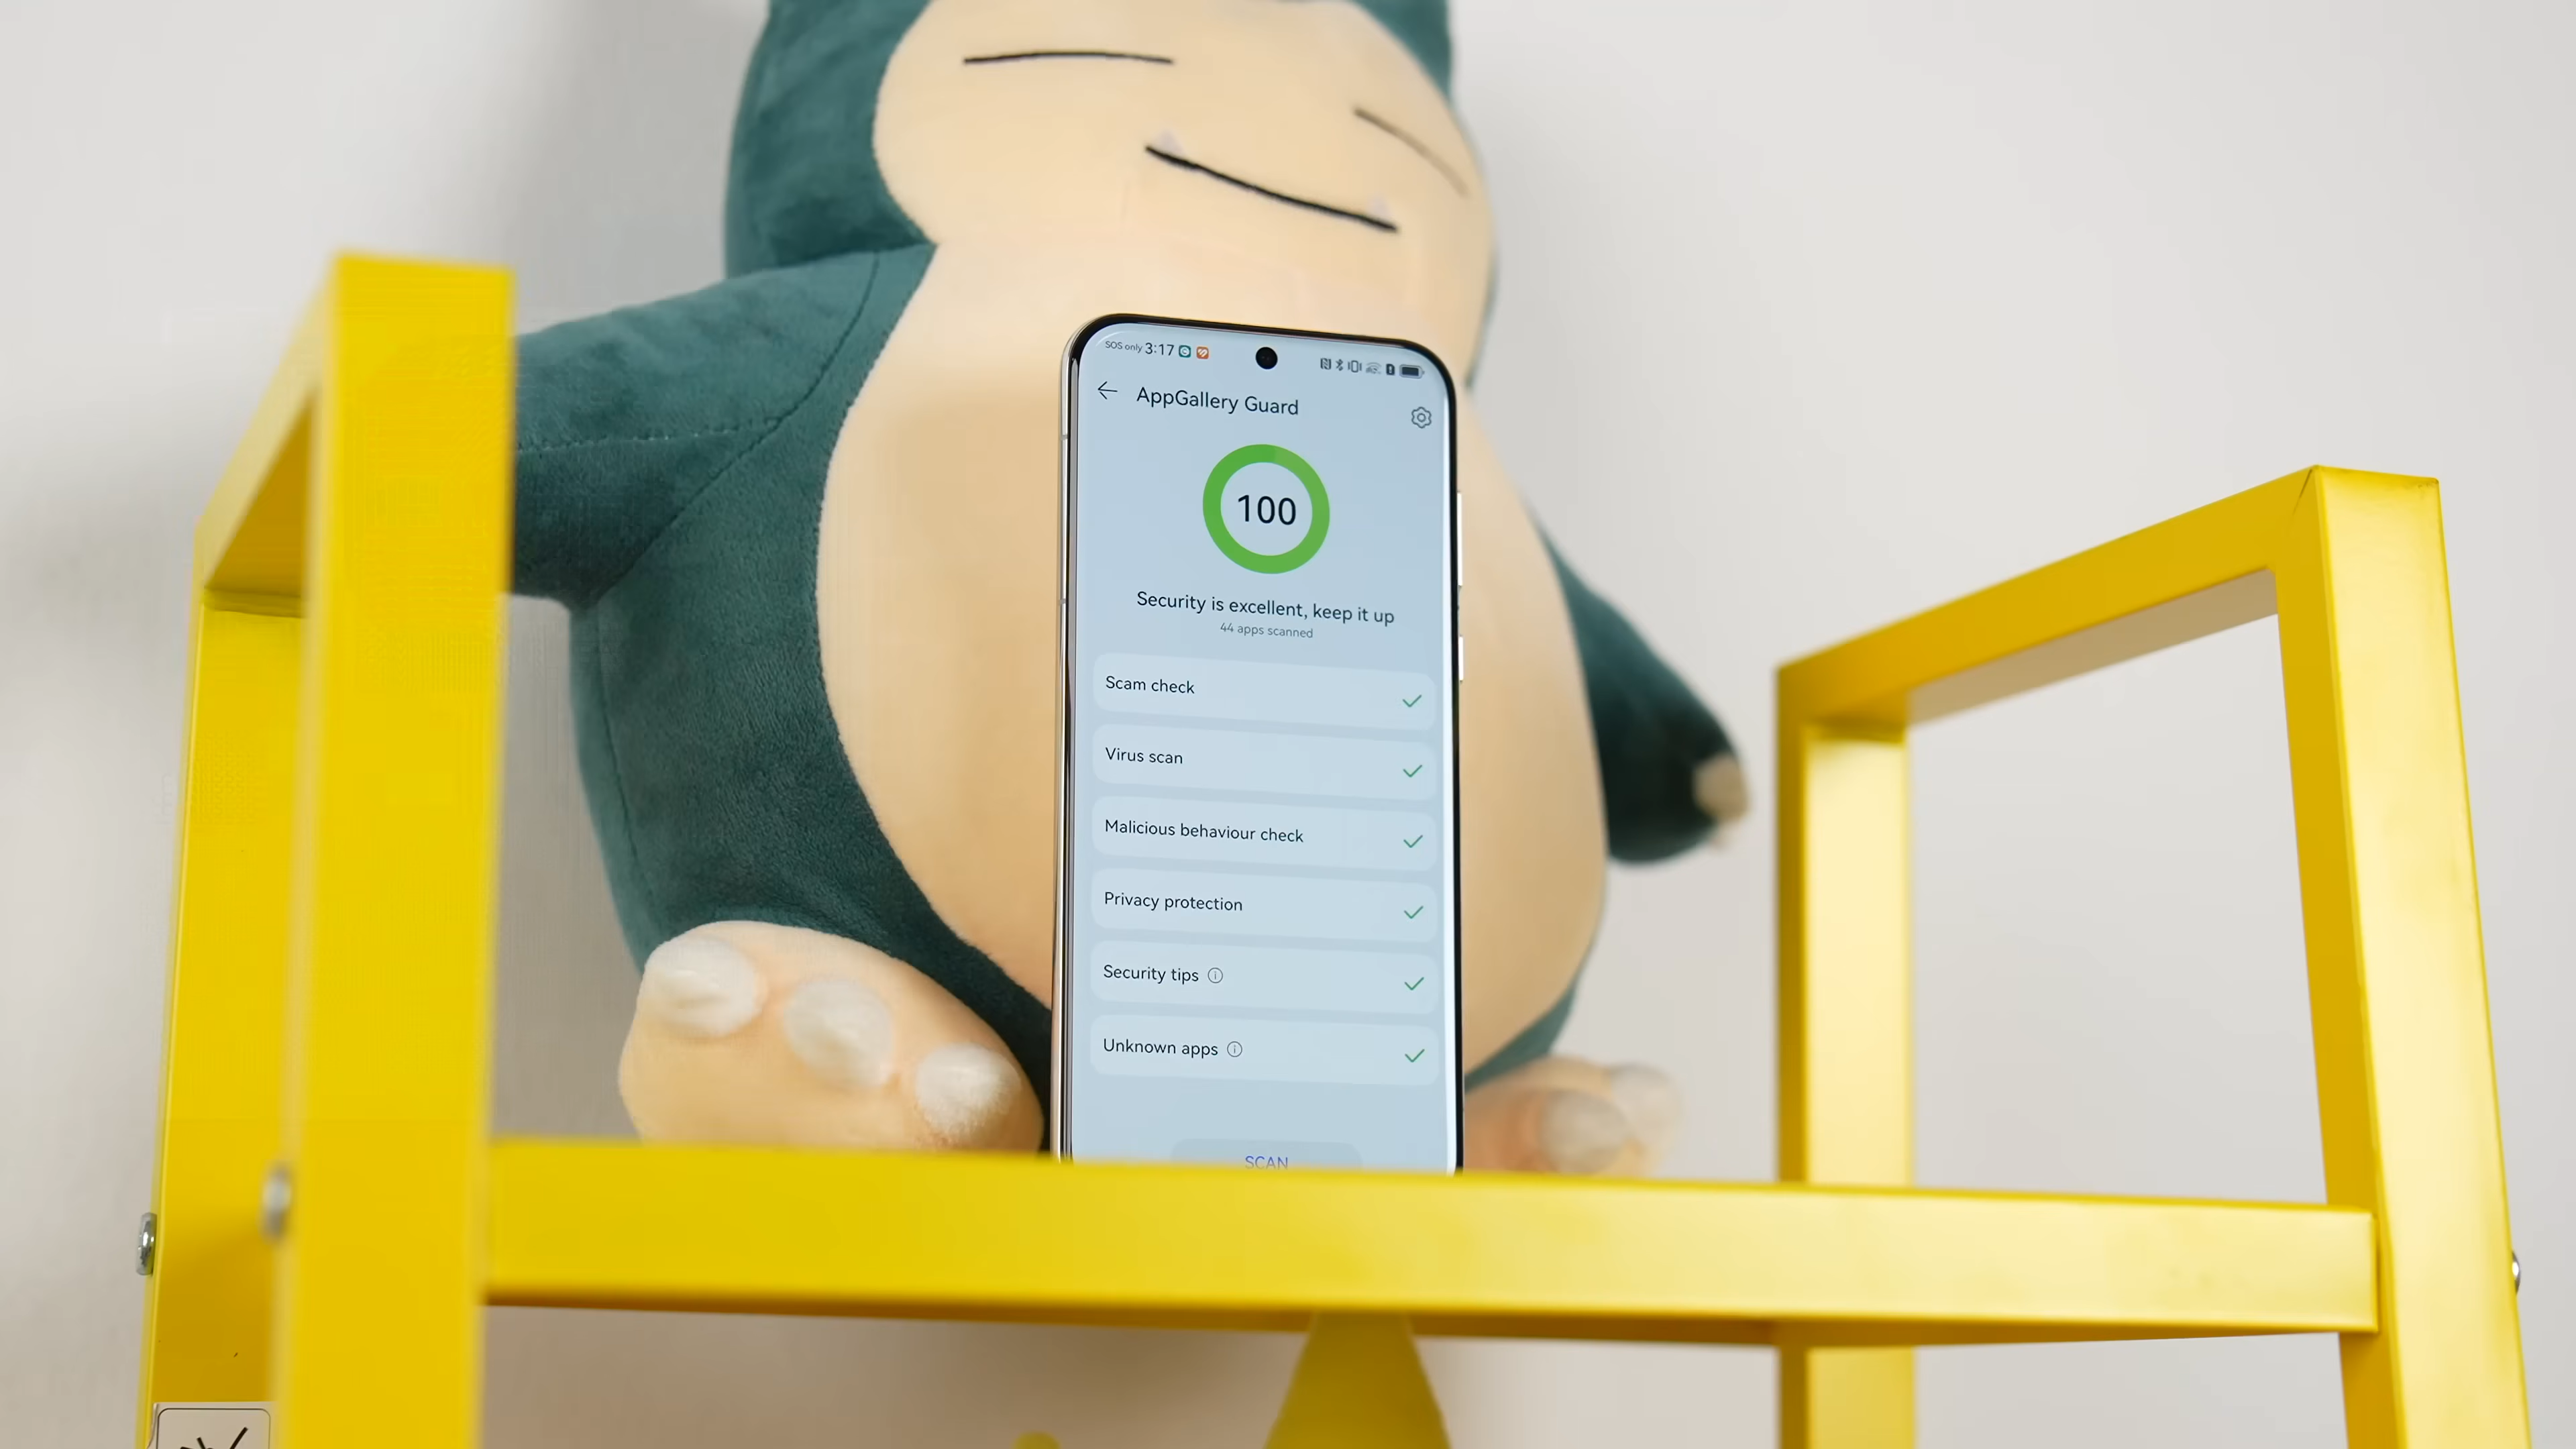 SOS only 3:17
AppGallery Guard
100
Security is excellent, keep it up
44 apps scanned
Scam check
Virus scan
Malicious behaviour check
Privacy protection
Security tips
Unknown apps
SCAN